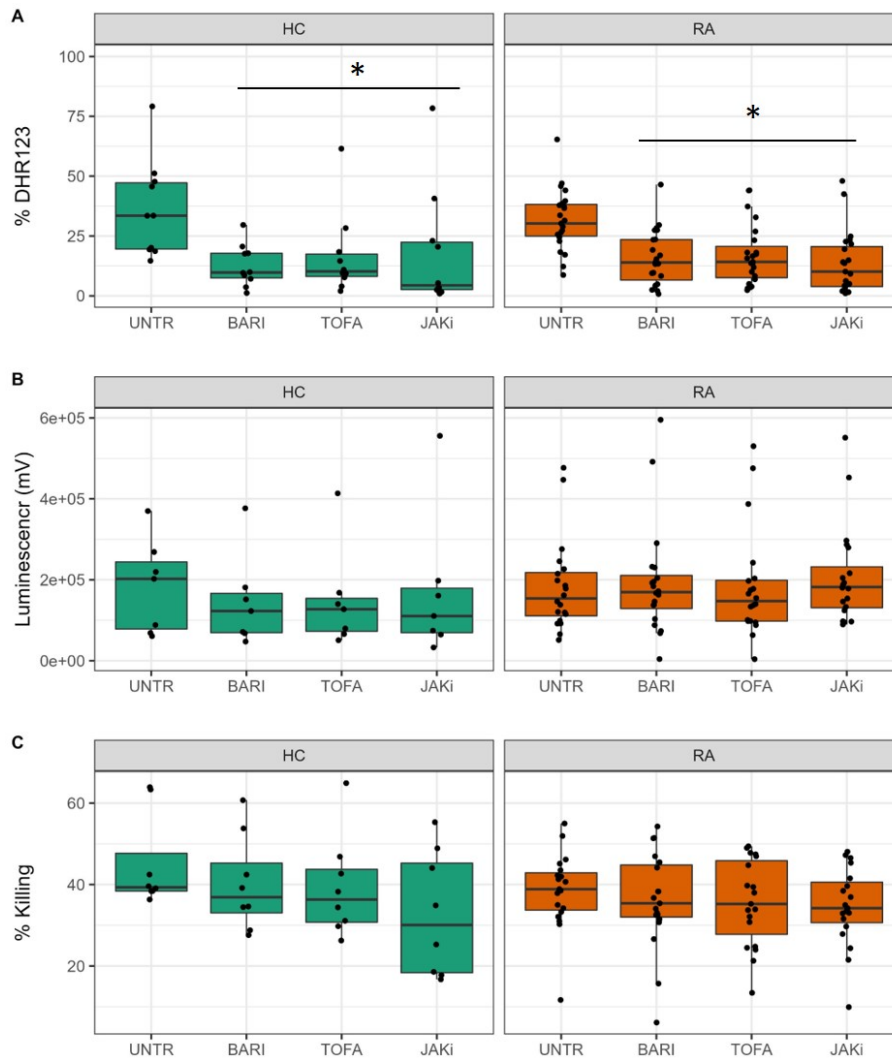 A
HC
RA
% DHR123
100
75
50
25
0
*
*
UNTR
BARI
TOFA
JAKi
UNTR
BARI
TOFA
JAKi
B
HC
RA
Luminescencr (mV)
6e+05
4e+05
2e+05
0e+00
UNTR
BARI
TOFA
JAKi
UNTR
BARI
TOFA
JAKi
C
HC
RA
% Killing
60
40
20
UNTR
BARI
TOFA
JAKi
UNTR
BARI
TOFA
JAKi